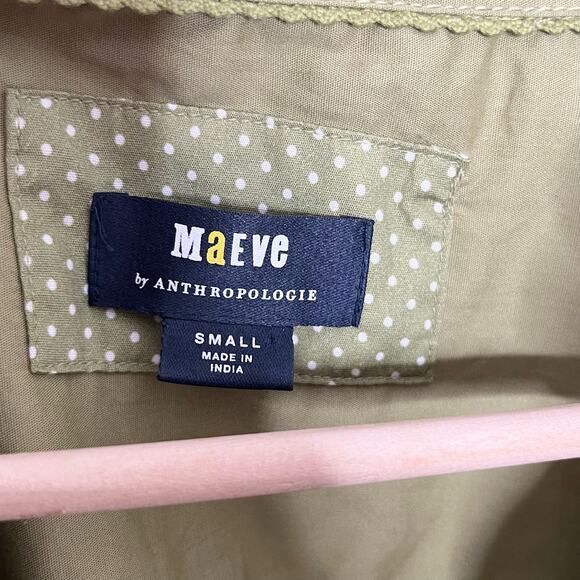 MaEVe
by ANTHROPOLOGIE
SMALL
MADE IN
INDIA